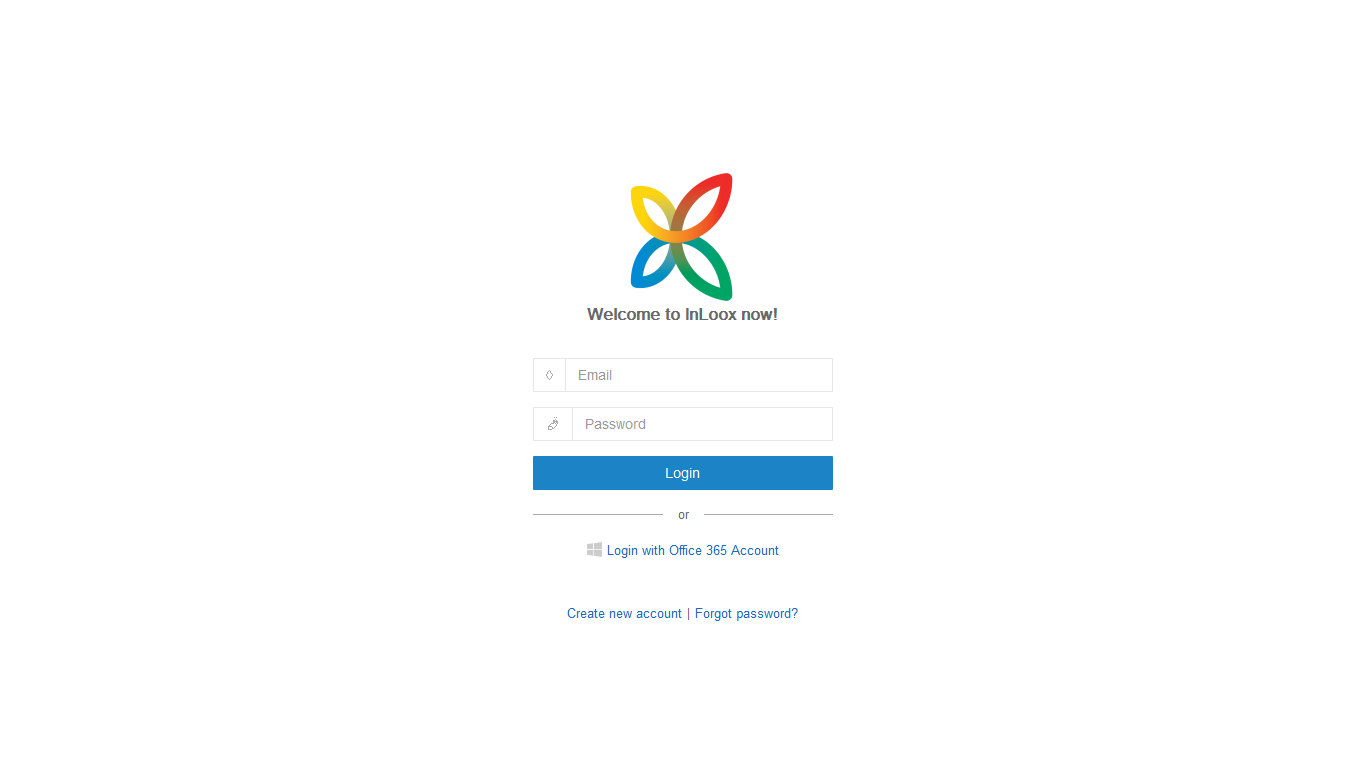 Welcome to InLoox now!
Email
Password
Login
or
Login with Office 365 Account
Create new account | Forgot password?